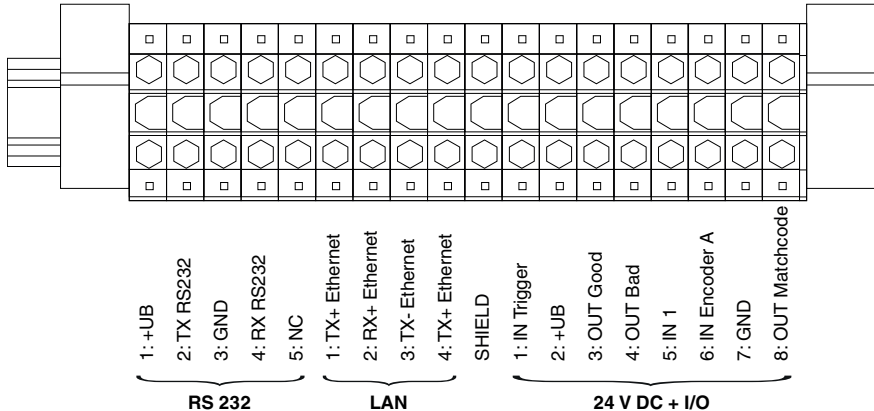 1: +UB
2: TX RS232
3: GND
4: RX RS232
5: NC
1: TX+ Ethernet
2: RX+ Ethernet
3: TX- Ethernet
4: TX+ Ethernet
SHIELD
1: IN Trigger
2: +UB
3: OUT Good
4: OUT Bad
5: IN 1
6: IN Encoder A
7: GND
8: OUT Matchcode
RS 232
LAN
24 V DC + I/O